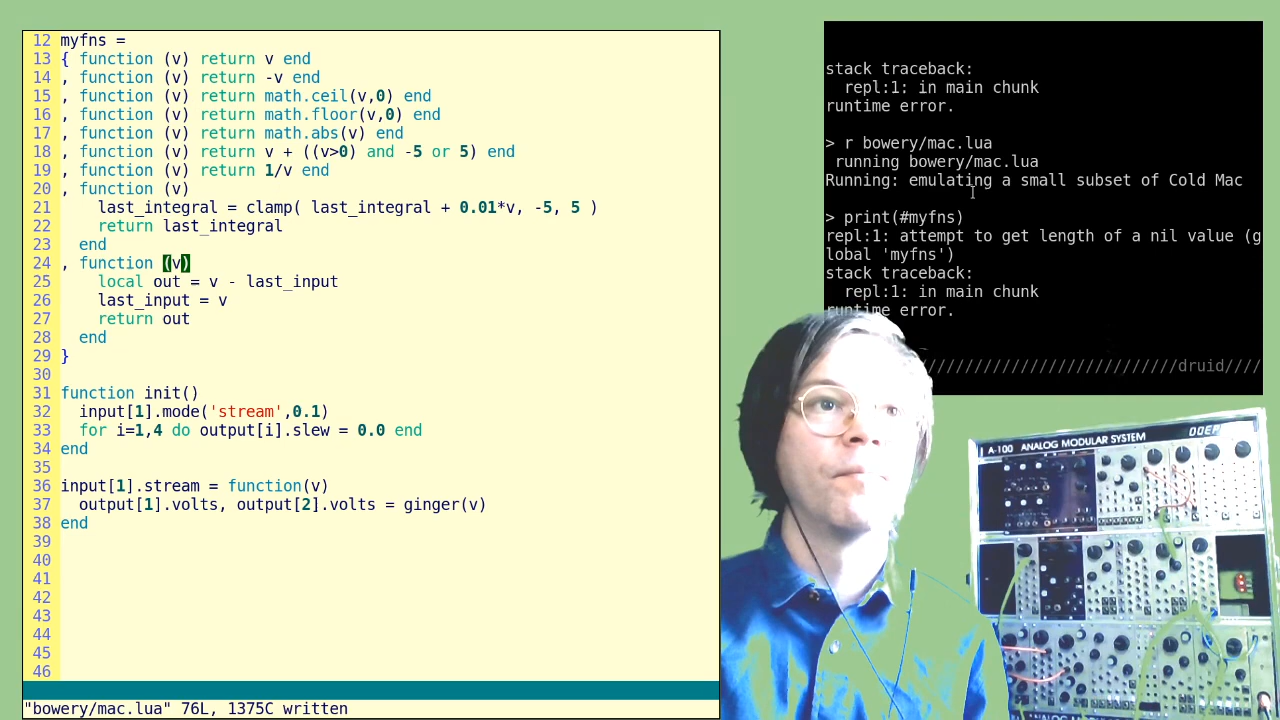 12 myfns =
13 { function (v) return v end
14 , function (v) return -v end
15 , function (v) return math.ceil(v,0) end
16 , function (v) return math.floor(v,0) end
17 , function (v) return math.abs(v) end
18 , function (v) return v + ((v>0) and -5 or 5) end
19 , function (v) return 1/v end
20 , function (v)
21     last_integral = clamp( last_integral + 0.01*v, -5, 5 )
22     return last_integral
23   end
24 , function (v)
25     local out = v - last_input
26     last_input = v
27     return out
28   end
29 }
30
31 function init()
32   input[1].mode('stream',0.1)
33   for i=1,4 do output[i].slew = 0.0 end
34 end
35
36 input[1].stream = function(v)
37   output[1].volts, output[2].volts = ginger(v)
38 end
39
40
41
42
43
44
45
46
"bowery/mac.lua" 76L, 1375C written
stack traceback:
  repl:1: in main chunk
runtime error.
> r bowery/mac.lua
 running bowery/mac.lua
Running: emulating a small subset of Cold Mac
> print(#myfns)
repl:1: attempt to get length of a nil value (g
lobal 'myfns')
stack traceback:
  repl:1: in main chunk
runtime error.
///////////////////////////druid////
A-100 ANALOG MODULAR SYSTEM